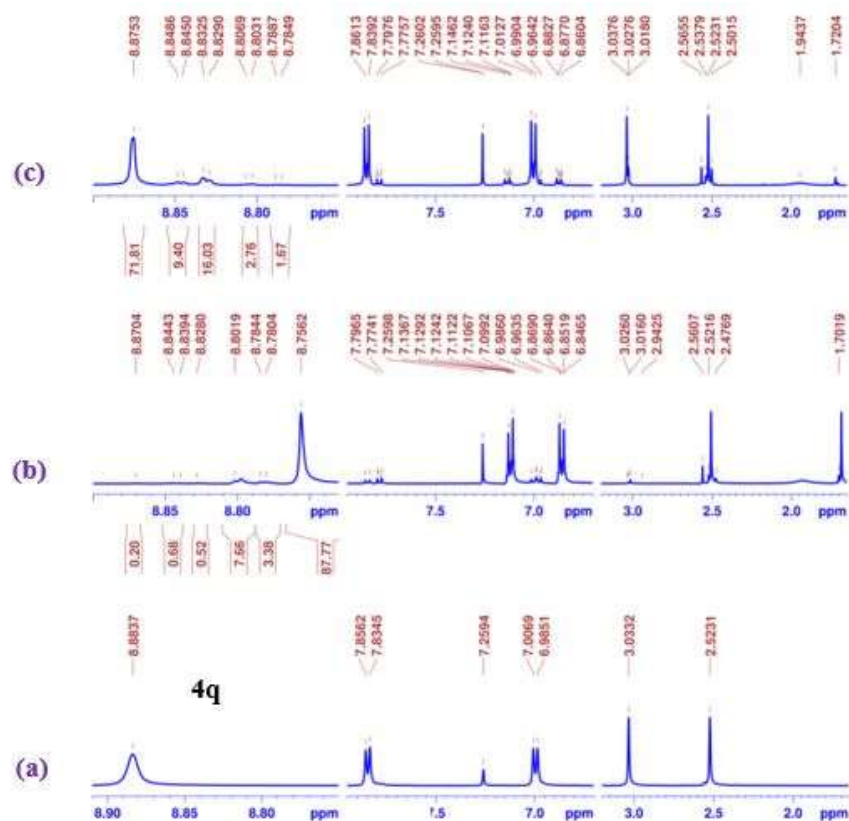 8.8753 8.8486 8.8450 8.8325 8.8290 8.8069 8.8031 8.7887 8.7849 7.8613 7.8392 7.7976 7.7757 7.2602 7.2595 7.1462 7.1240 7.1163 7.0127 6.9904 6.9642 6.8827 6.8770 6.8604 3.0376 3.0276 3.0180 2.5655 2.5379 2.5231 2.5015 1.9437 1.7204
(c)
8.85 8.80 ppm 7.5 7.0 ppm 3.0 2.5 2.0 ppm
71.81 9.40 16.03 2.76 1.67
8.8704 8.8443 8.8394 8.8280 8.8019 8.7844 8.7804 8.7562 7.7965 7.7741 7.2598 7.1367 7.1292 7.1242 7.1122 7.1067 7.0992 6.9860 6.9635 6.8690 6.8640 6.8519 6.8465 3.0260 3.0160 2.9425 2.5607 2.5216 2.4769 1.7019
(b)
8.85 8.80 ppm 7.5 7.0 ppm 3.0 2.5 2.0 ppm
0.20 0.68 0.52 7.66 3.38 87.77
8.8837 7.8562 7.8345 7.2594 7.0069 6.9851 3.0332 2.5231
4q
(a)
8.90 8.85 8.80 ppm 7.5 7.0 ppm 3.0 2.5 2.0 ppm